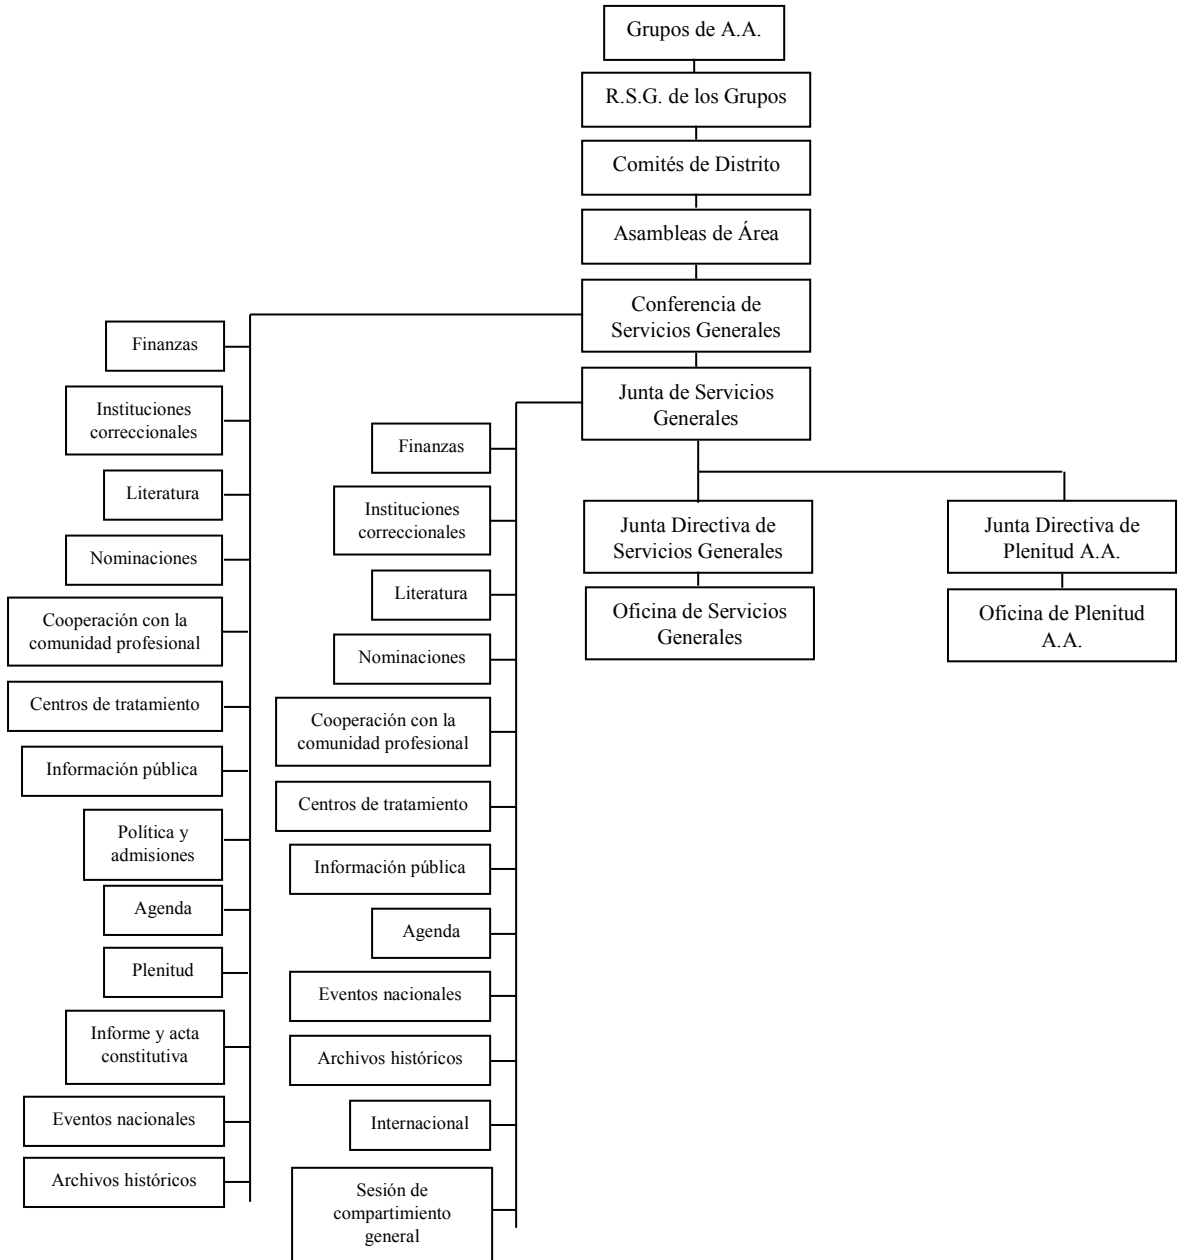 Grupos de A.A.
R.S.G. de los Grupos
Comités de Distrito
Asambleas de Área
Conferencia de
Servicios Generales
Junta de Servicios
Generales
Junta Directiva de
Servicios Generales
Oficina de Servicios
Generales
Junta Directiva de
Plenitud A.A.
Oficina de Plenitud
A.A.
Finanzas
Instituciones
correccionales
Literatura
Nominaciones
Cooperación con la
comunidad profesional
Centros de tratamiento
Información pública
Política y
admisiones
Agenda
Plenitud
Informe y acta
constitutiva
Eventos nacionales
Archivos históricos
Finanzas
Instituciones
correccionales
Literatura
Nominaciones
Cooperación con la
comunidad profesional
Centros de tratamiento
Información pública
Agenda
Eventos nacionales
Archivos históricos
Internacional
Sesión de
compartimiento
general